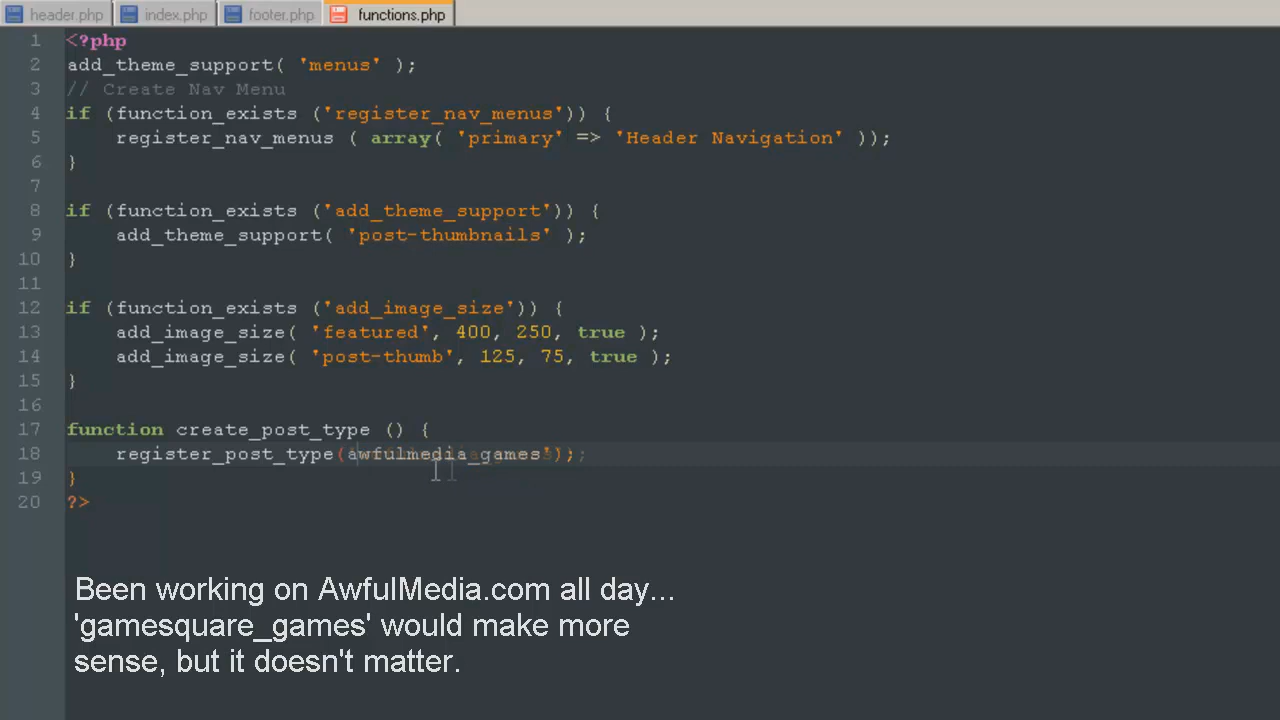 header.php index.php footer.php functions.php
1 <?php
2 add_theme_support( 'menus' );
3 // Create Nav Menu
4 if (function_exists ('register_nav_menus')) {
5 register_nav_menus ( array( 'primary' => 'Header Navigation' ));
6 }
7
8 if (function_exists ('add_theme_support')) {
9 add_theme_support( 'post-thumbnails' );
10 }
11
12 if (function_exists ('add_image_size')) {
13 add_image_size( 'featured', 400, 250, true );
14 add_image_size( 'post-thumb', 125, 75, true );
15 }
16
17 function create_post_type () {
18 register_post_type(awfulmedia_games');
19 }
20 ?>
Been working on AwfulMedia.com all day...
'gamesquare_games' would make more
sense, but it doesn't matter.